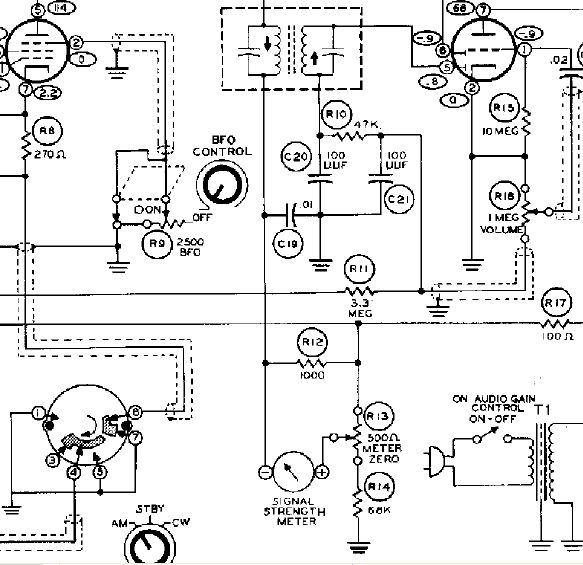 5
114
68
7
2
0
-.9
6
-.9
1
5
.8
.02
7
2.2
0
2
R8
270Ω
BFO
CONTROL
OFF
DON
R9
2500
BFO
R10
47K
C20
100
UUF
100
UUF
C21
.01
C19
R15
10 MEG
R16
1 MEG
VOLUME
R11
3.3
MEG
R17
100Ω
R12
1000
1
6
7
3
4
5
R13
500Ω
METER
ZERO
R14
68K
SIGNAL
STRENGTH
METER
ON AUDIO GAIN
CONTROL
ON-OFF
T1
STBY
AM
CW